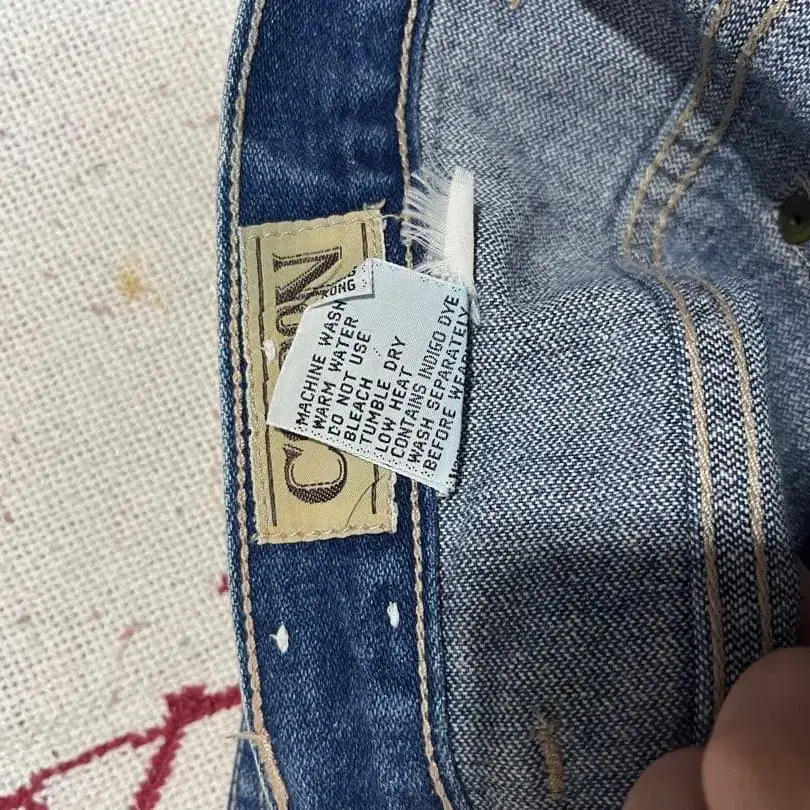 KONG
MACHINE WASH
WARM WATER
DO NOT USE
BLEACH
TUMBLE DRY
LOW HEAT
CONTAINS INDIGO DYE
WASH SEPARATELY
BEFORE